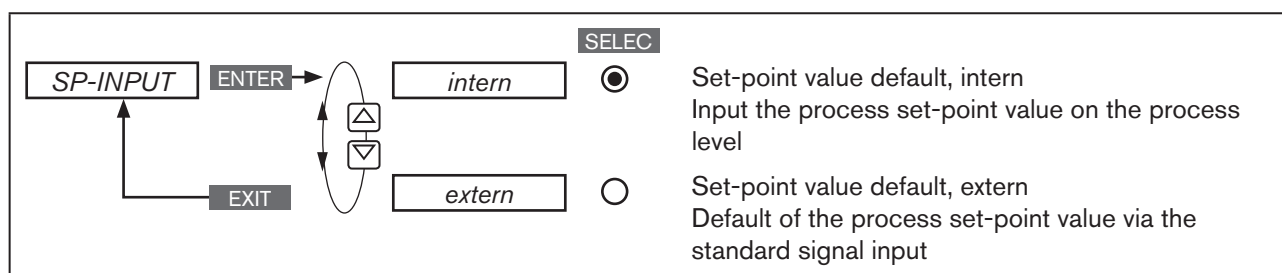 SELEC
SP-INPUT ENTER intern Set-point value default, intern
Input the process set-point value on the process
level
EXIT extern Set-point value default, extern
Default of the process set-point value via the
standard signal input